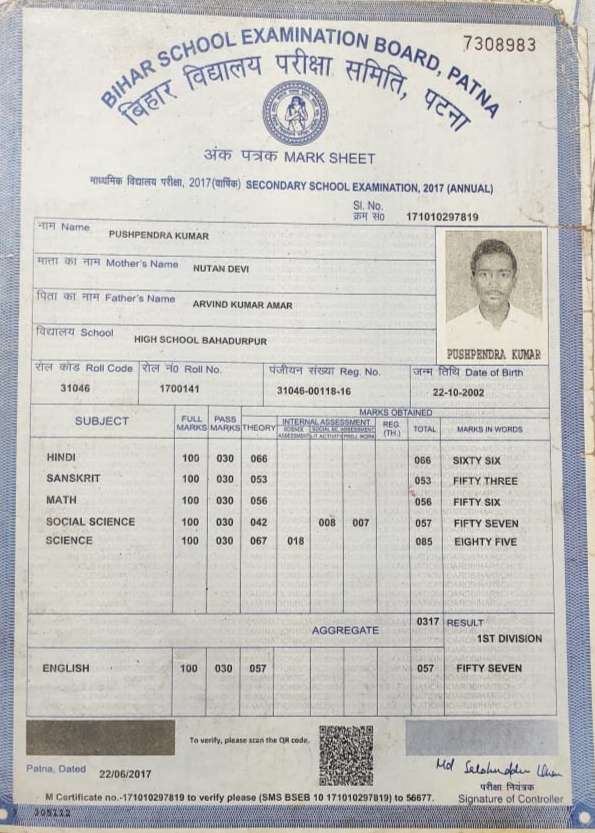 7308983
BIHAR SCHOOL EXAMINATION BOARD, PATNA
बिहार विद्यालय परीक्षा समिति, पटना
अंक पत्रक MARK SHEET
माध्यमिक विद्यालय परीक्षा, 2017(वार्षिक) SECONDARY SCHOOL EXAMINATION, 2017 (ANNUAL)
Sl. No.
क्रम सं० 171010297819
नाम Name PUSHPENDRA KUMAR
माता का नाम Mother's Name NUTAN DEVI
पिता का नाम Father's Name ARVIND KUMAR AMAR
विद्यालय School HIGH SCHOOL BAHADURPUR
PUSHPENDRA KUMAR
रोल कोड Roll Code रोल नं० Roll No. पंजीयन संख्या Reg. No. जन्म तिथि Date of Birth
31046 1700141 31046-00118-16 22-10-2002
SUBJECT FULL MARKS PASS MARKS THEORY MARKS OBTAINED
INTERNAL ASSESSMENT REG. (TH.) TOTAL MARKS IN WORDS
HINDI 100 030 066 066 SIXTY SIX
SANSKRIT 100 030 053 053 FIFTY THREE
MATH 100 030 056 056 FIFTY SIX
SOCIAL SCIENCE 100 030 042 008 007 057 FIFTY SEVEN
SCIENCE 100 030 067 018 085 EIGHTY FIVE
AGGREGATE 0317 RESULT
1ST DIVISION
ENGLISH 100 030 057 057 FIFTY SEVEN
To verify, please scan the QR code.
Patna, Dated 22/06/2017
परीक्षा नियंत्रक
Signature of Controller
M Certificate no.-171010297819 to verify please (SMS BSEB 10 171010297819) to 56677.